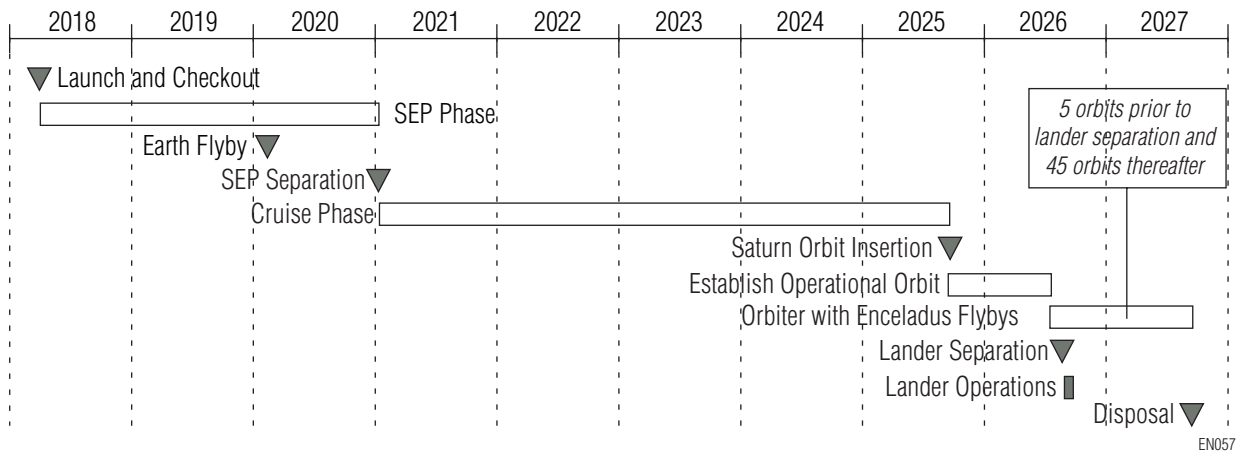 2018 2019 2020 2021 2022 2023 2024 2025 2026 2027
Launch and Checkout
SEP Phase
5 orbits prior to
lander separation and
45 orbits thereafter
Earth Flyby
SEP Separation
Cruise Phase
Saturn Orbit Insertion
Establish Operational Orbit
Orbiter with Enceladus Flybys
Lander Separation
Lander Operations
Disposal
EN057